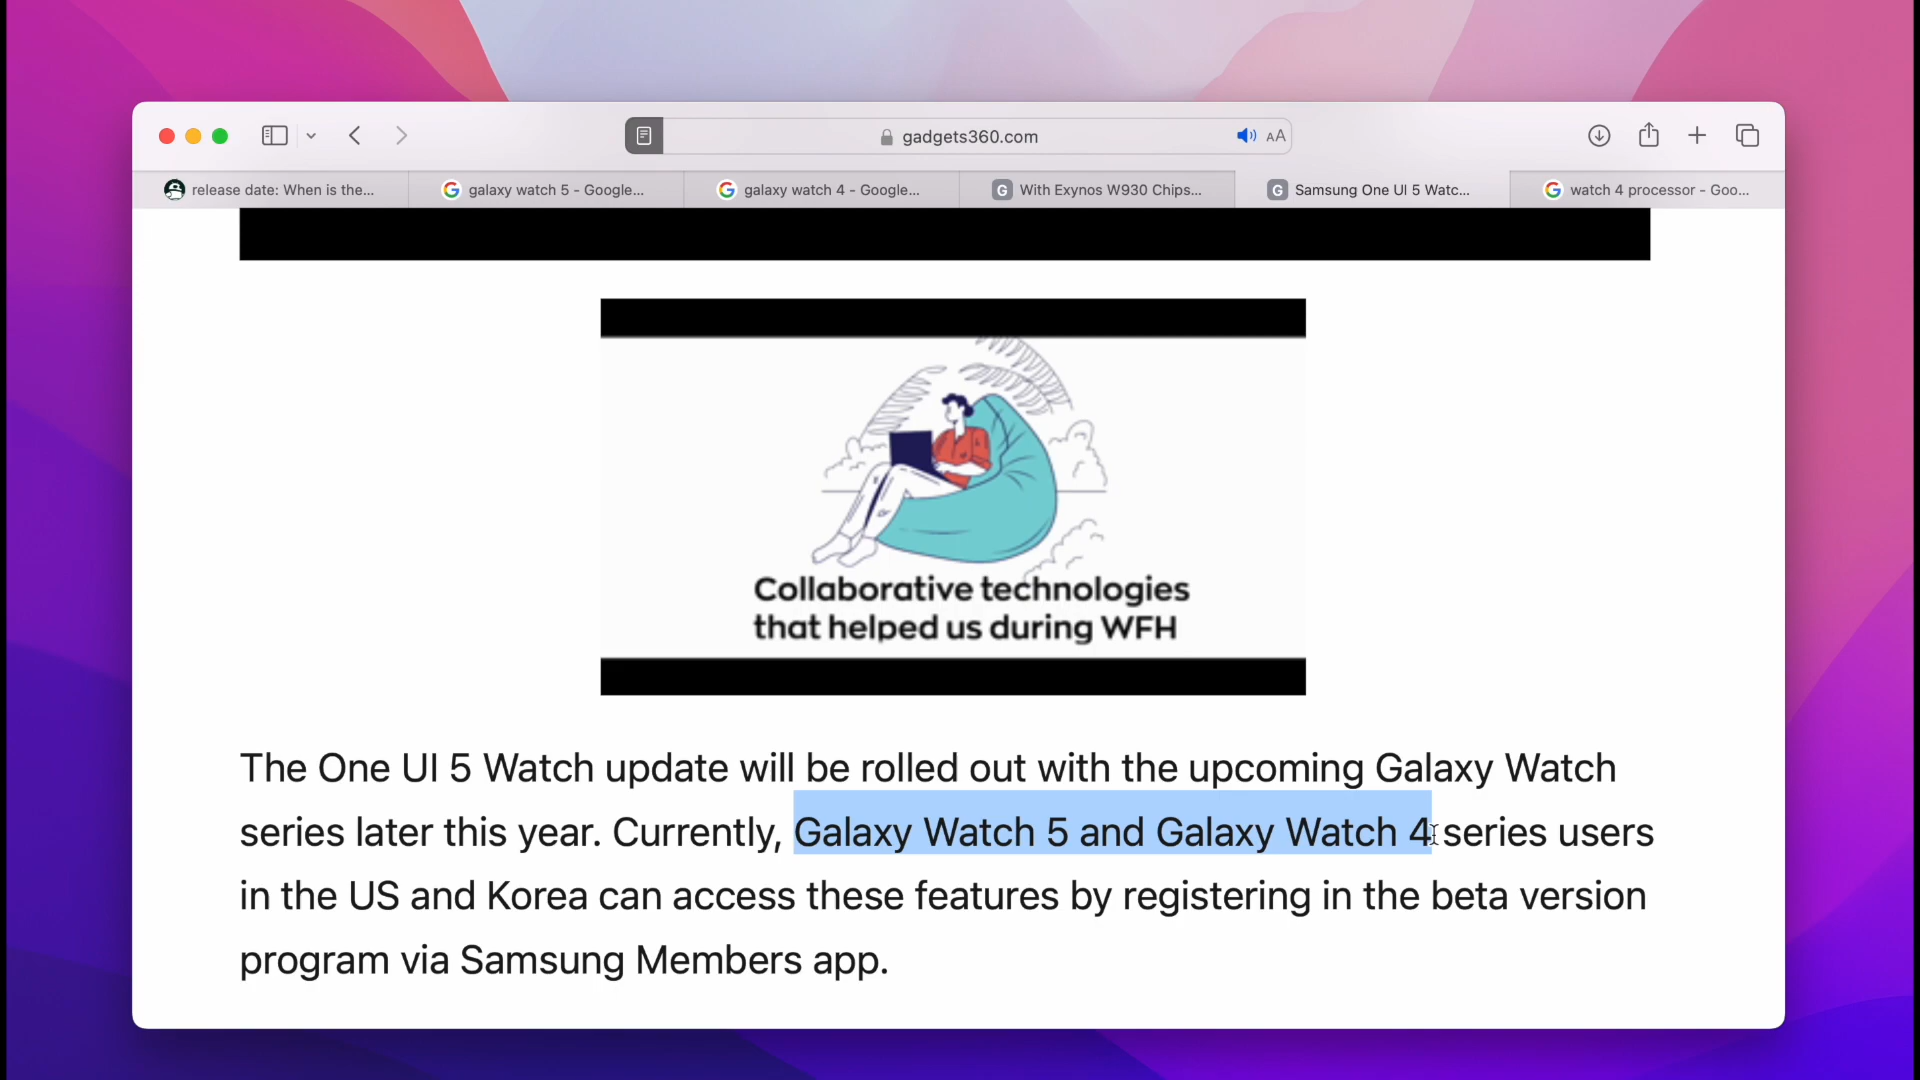 gadgets360.com
AA
release date: When is the...
galaxy watch 5 - Google...
galaxy watch 4 - Google...
G With Exynos W930 Chips...
G Samsung One UI 5 Watc...
watch 4 processor - Goo...
Collaborative technologies
that helped us during WFH
The One UI 5 Watch update will be rolled out with the upcoming Galaxy Watch
series later this year. Currently, Galaxy Watch 5 and Galaxy Watch 4 series users
in the US and Korea can access these features by registering in the beta version
program via Samsung Members app.